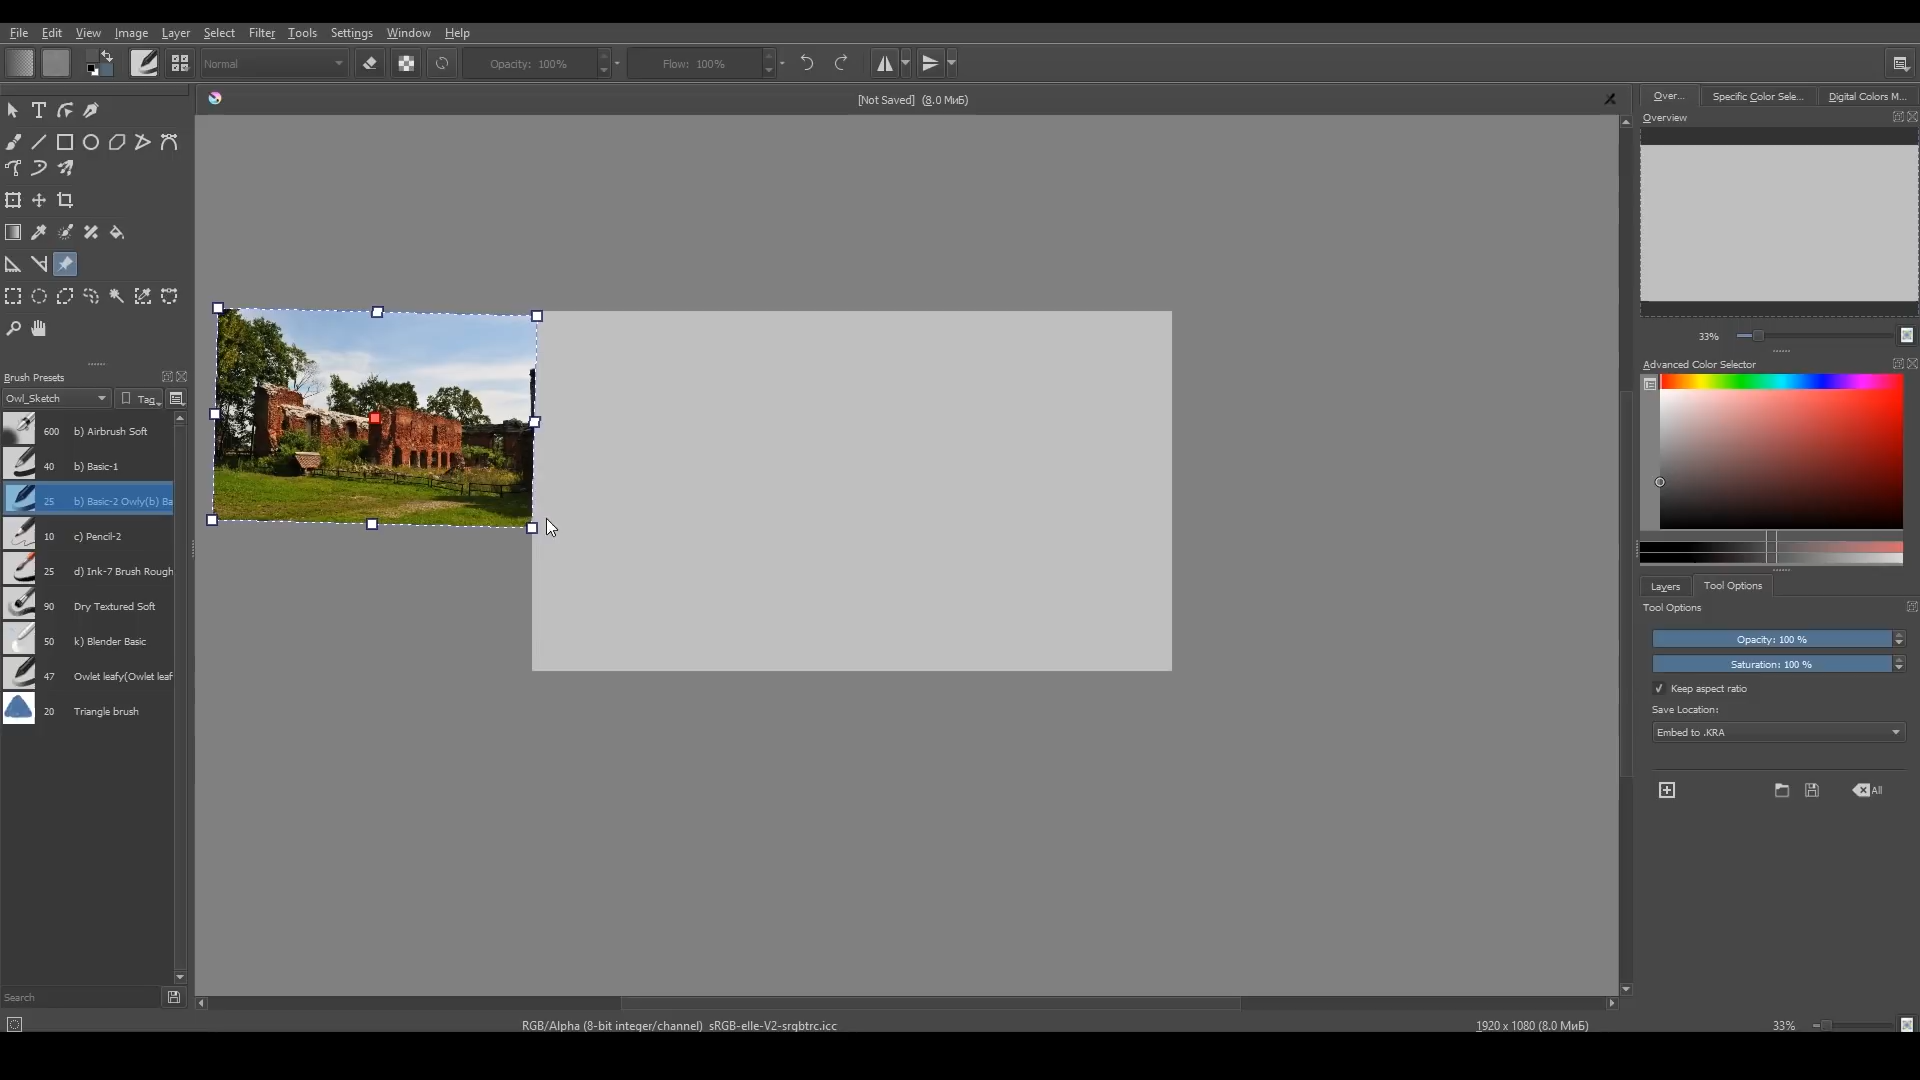 File Edit View Image Layer Select Filter Tools Settings Window Help
Normal Opacity: 100% Flow: 100%
[Not Saved] (8.0 МиБ)
Over... Specific Color Sele... Digital Colors M...
Overview
33%
Advanced Color Selector
Brush Presets
Owl_Sketch Tag
600 b) Airbrush Soft
40 b) Basic-1
25 b) Basic-2 Owly(b) Ba
10 c) Pencil-2
25 d) Ink-7 Brush Rough
90 Dry Textured Soft
50 k) Blender Basic
47 Owlet leafy(Owlet leaf
20 Triangle brush
Layers Tool Options
Tool Options
Opacity: 100 %
Saturation: 100 %
Keep aspect ratio
Save Location:
Embed to .KRA
All
Search
RGB/Alpha (8-bit integer/channel) sRGB-elle-V2-srgbtrc.icc 1920 x 1080 (8.0 МиБ) 33%